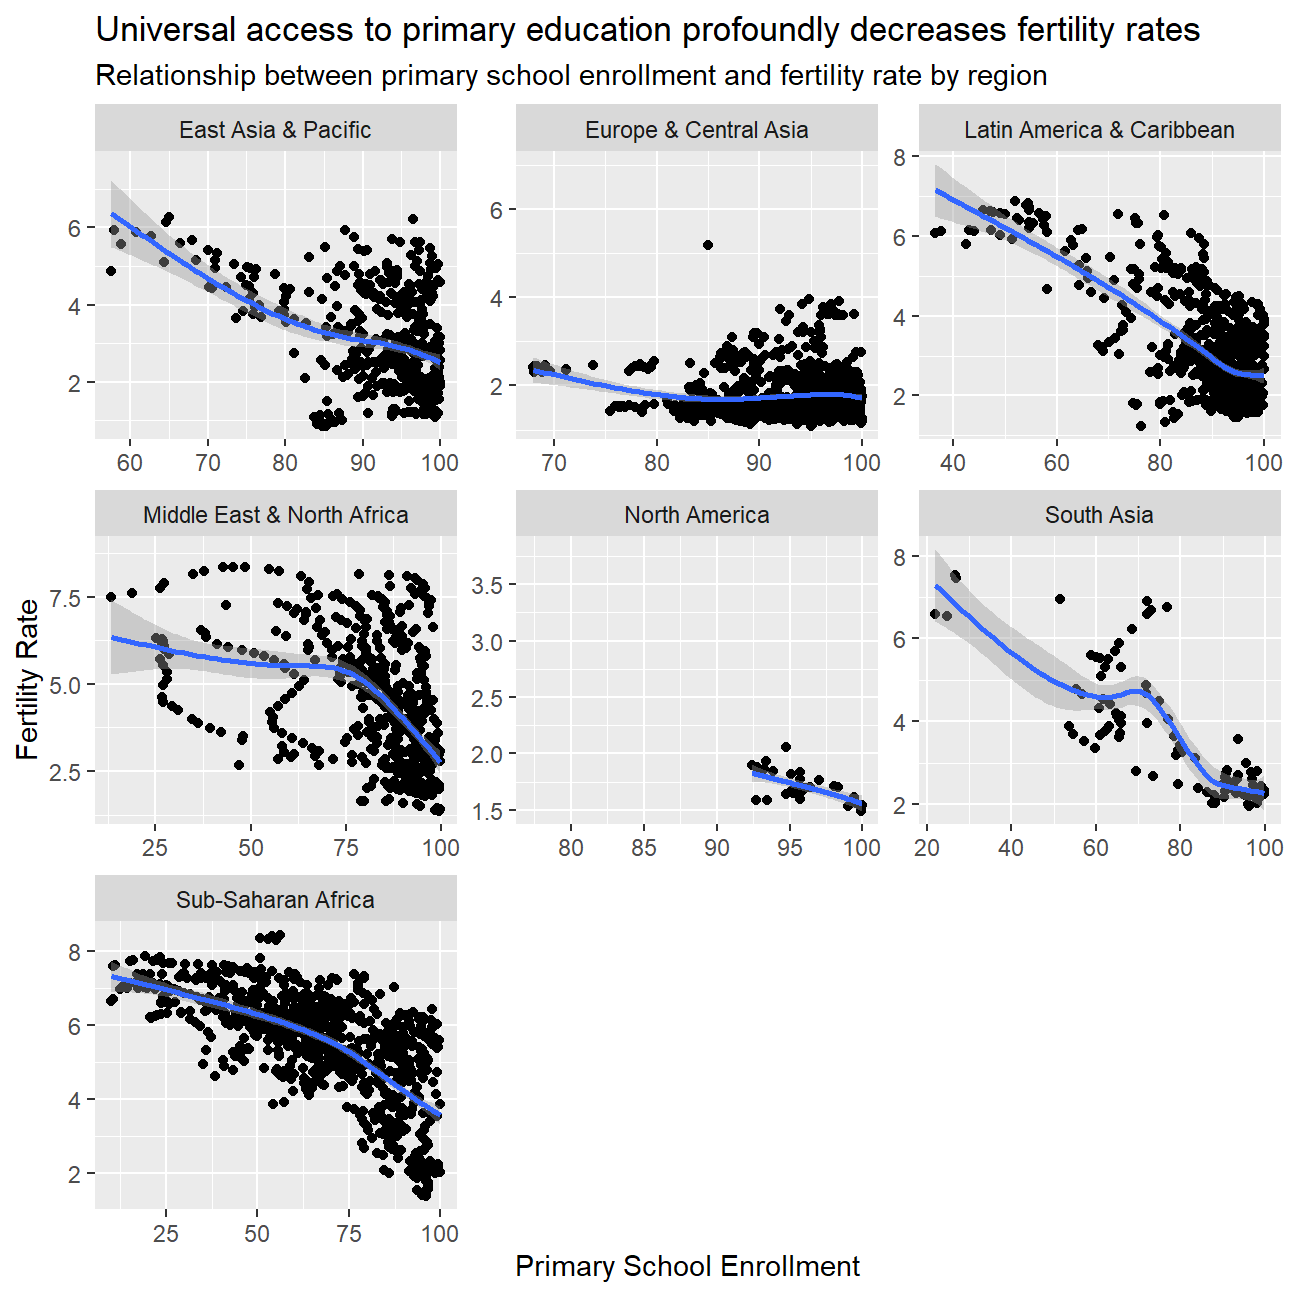 Universal access to primary education profoundly decreases fertility rates
Relationship between primary school enrollment and fertility rate by region
East Asia & Pacific
Europe & Central Asia
Latin America & Caribbean
6
4
2
60 70 80 90 100
6
4
2
70 80 90 100
8
6
4
2
40 60 80 100
Middle East & North Africa
North America
South Asia
7.5
5.0
2.5
25 50 75 100
3.5
3.0
2.5
2.0
1.5
80 85 90 95 100
8
6
4
2
20 40 60 80 100
Fertility Rate
Sub-Saharan Africa
8
6
4
2
25 50 75 100
Primary School Enrollment